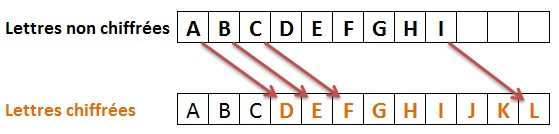 Lettres non chiffrées A B C D E F G H I
Lettres chiffrées A B C D E F G H I J K L